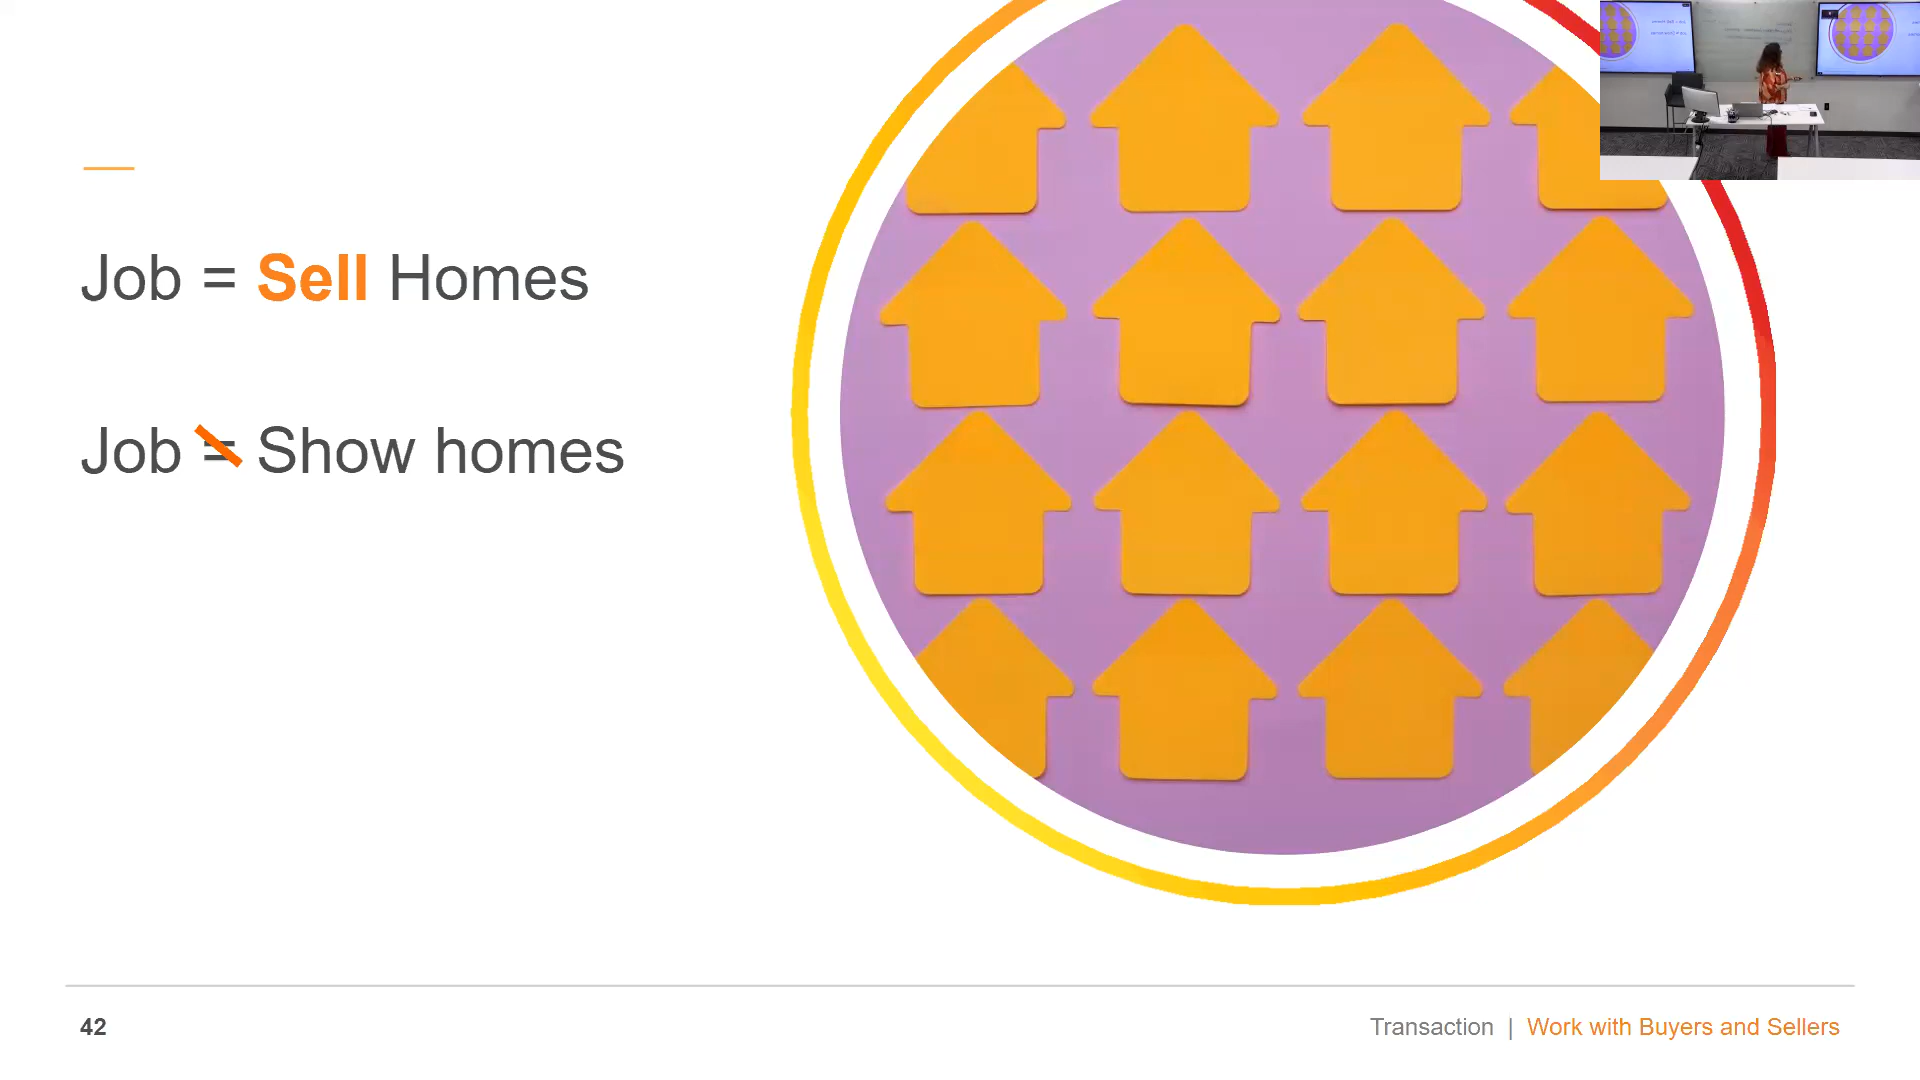 Job = Sell Homes
Job = Show homes
42
Transaction | Work with Buyers and Sellers